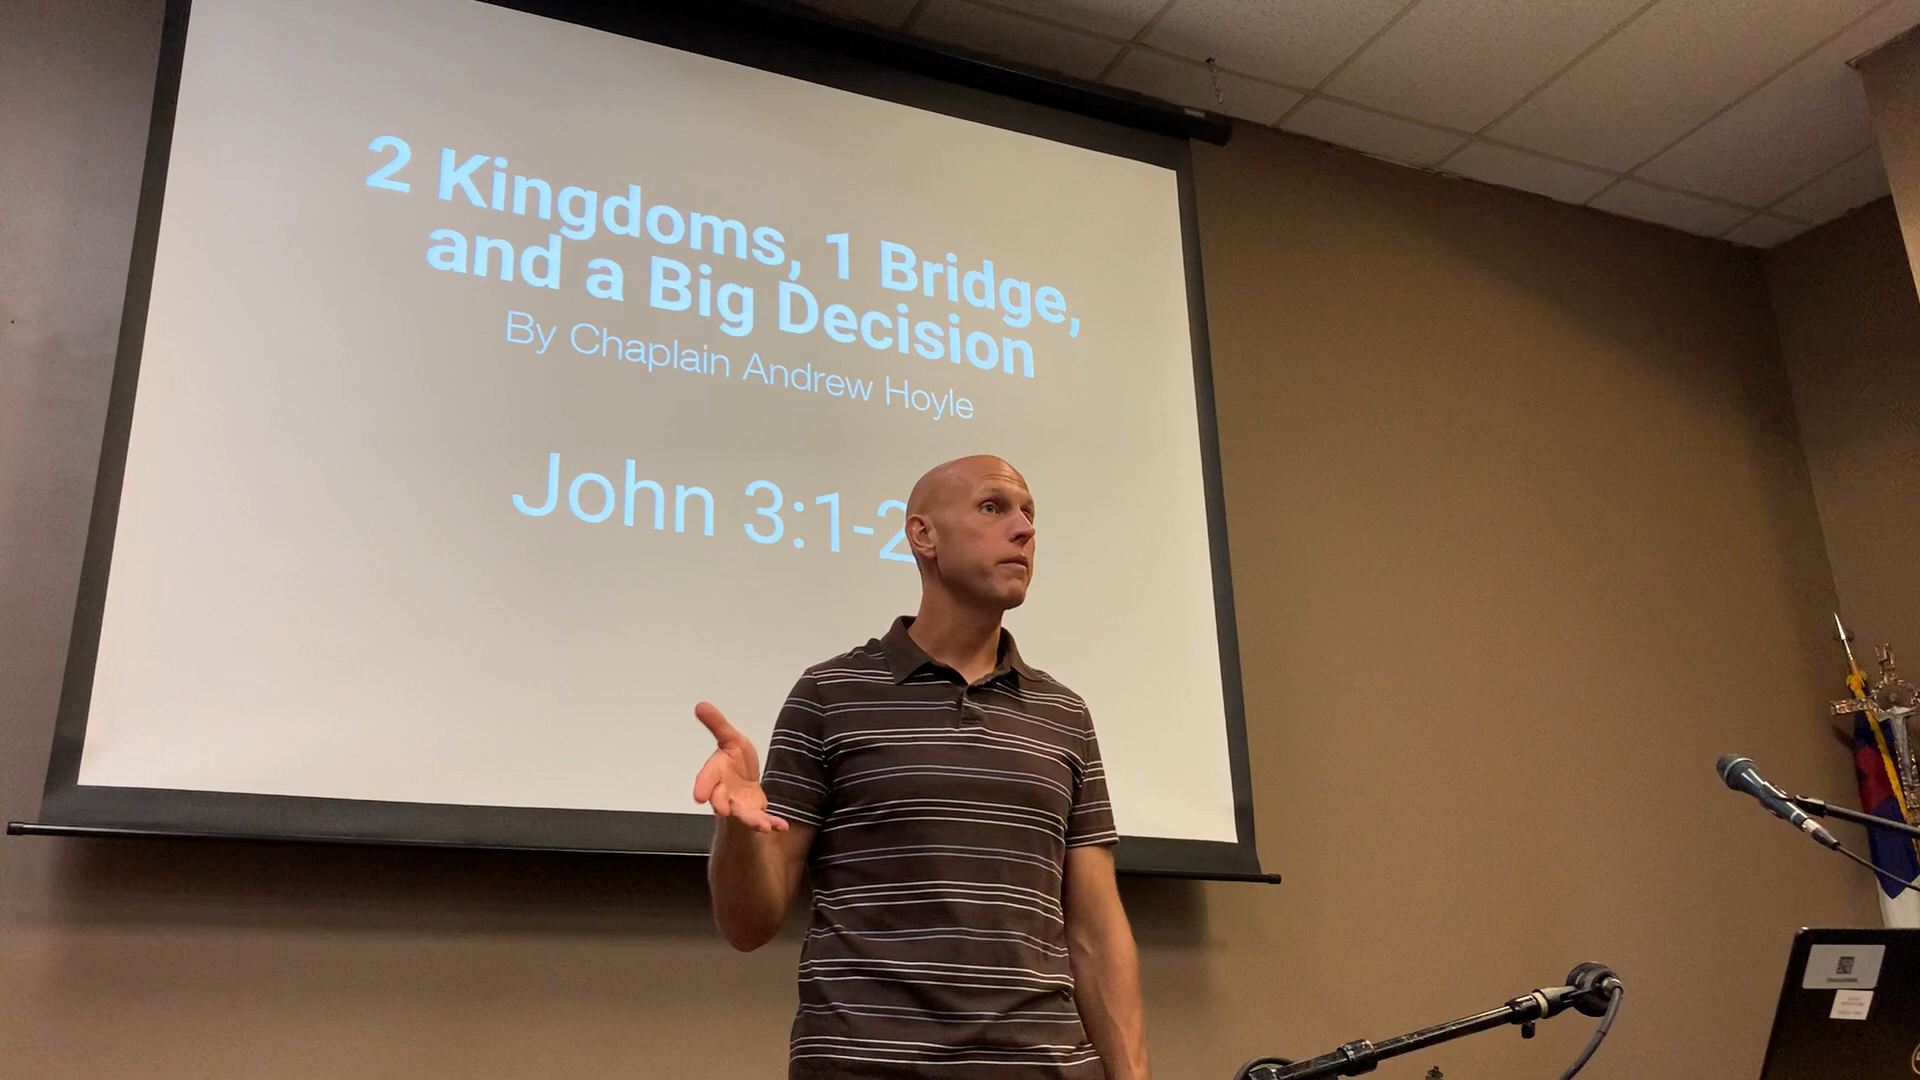 2 Kingdoms, 1 Bridge,
and a Big Decision
By Chaplain Andrew Hoyle
John 3:1-2